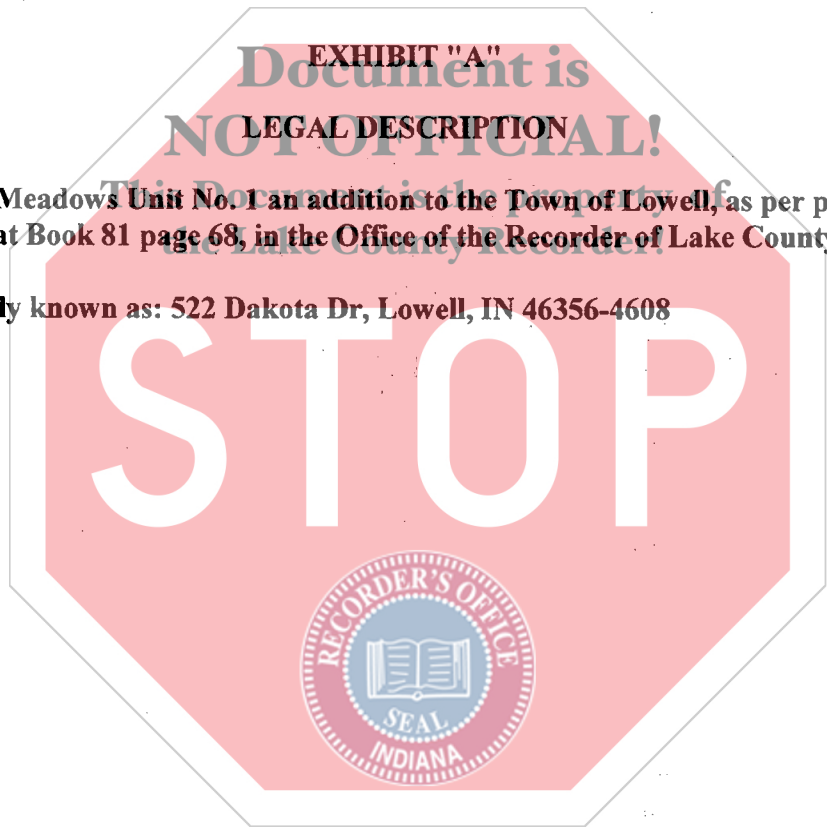 Document is
EXHIBIT "A"
NOT OFFICIAL!
LEGAL DESCRIPTION
This Document is the property of
Meadows Unit No. 1 an addition to the Town of Lowell, as per p
the Lake County Recorder!
at Book 81 page 68, in the Office of the Recorder of Lake County
ly known as: 522 Dakota Dr, Lowell, IN 46356-4608
STOP
RECORDER'S OFFICE
SEAL
INDIANA